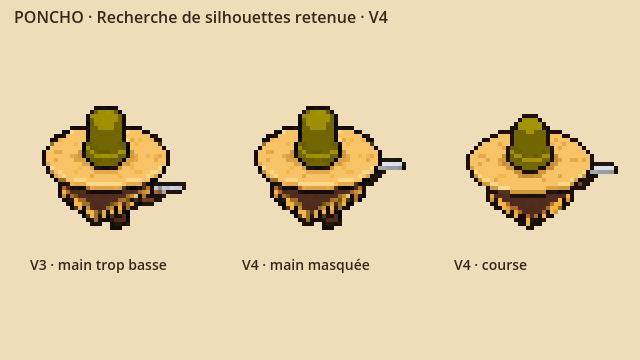 PONCHO · Recherche de silhouettes retenue · V4
V3 · main trop basse
V4 · main masquée
V4 · course